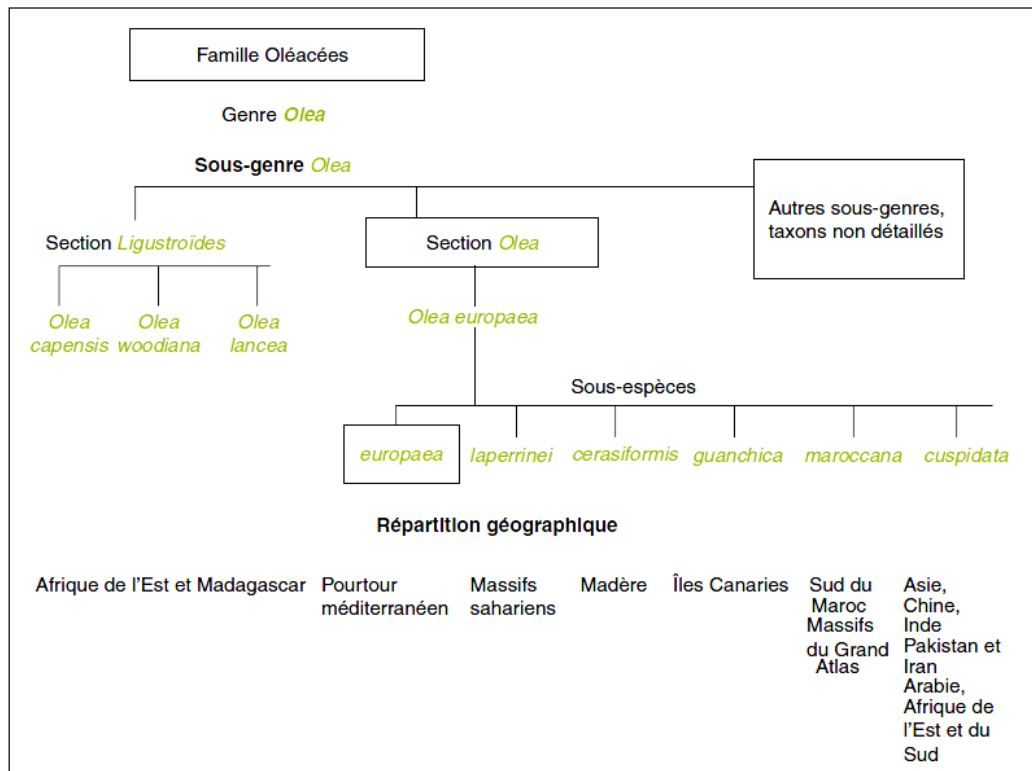 Famille Oléacées
Genre Olea
Sous-genre Olea
Autres sous-genres,
taxons non détaillés
Section Ligustroïdes
Section Olea
Olea
capensis
Olea
woodiana
Olea
lancea
Olea europaea
Sous-espèces
europaea
laperrinei
cerasiformis
guanchica
maroccana
cuspidata
Répartition géographique
Afrique de l'Est et Madagascar
Pourtour
méditerranéen
Massifs
sahariens
Madère
Îles Canaries
Sud du
Maroc
Massifs
du Grand
Atlas
Asie,
Chine,
Inde
Pakistan et
Iran
Arabie,
Afrique de
l'Est et du
Sud